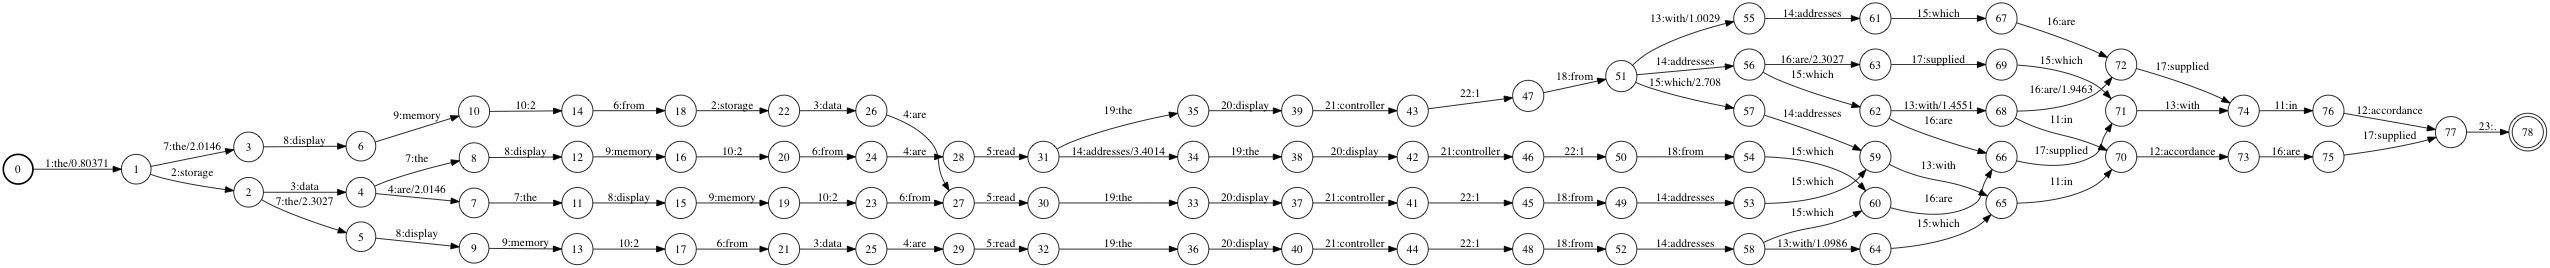 13:with/1.0029
55
14:addresses
61
15:which
67
16:are
14:addresses
56
16:are/2.3027
63
17:supplied
69
15:which
72
17:supplied
18:from
51
15:which/2.708
15:which
16:are/1.9463
22:1
47
10
10:2
14
6:from
18
2:storage
22
3:data
26
4:are
19:the
35
20:display
39
21:controller
43
57
62
13:with/1.4551
68
71
13:with
74
11:in
76
12:accordance
9:memory
14:addresses
16:are
11:in
17:supplied
77
23:.
78
7:the/2.0146
3
8:display
6
7:the
8
8:display
12
9:memory
16
10:2
20
6:from
24
4:are
28
5:read
31
14:addresses/3.4014
34
19:the
38
20:display
42
21:controller
46
22:1
50
18:from
54
15:which
59
13:with
66
17:supplied
70
12:accordance
73
16:are
75
0
1:the/0.80371
1
2:storage
2
3:data
4
4:are/2.0146
7
7:the
11
8:display
15
9:memory
19
10:2
23
6:from
27
5:read
30
19:the
33
20:display
37
21:controller
41
22:1
45
18:from
49
14:addresses
53
15:which
60
16:are
65
11:in
7:the/2.3027
5
8:display
9
9:memory
13
10:2
17
6:from
21
3:data
25
4:are
29
5:read
32
19:the
36
20:display
40
21:controller
44
22:1
48
18:from
52
14:addresses
58
15:which
13:with/1.0986
64
15:which